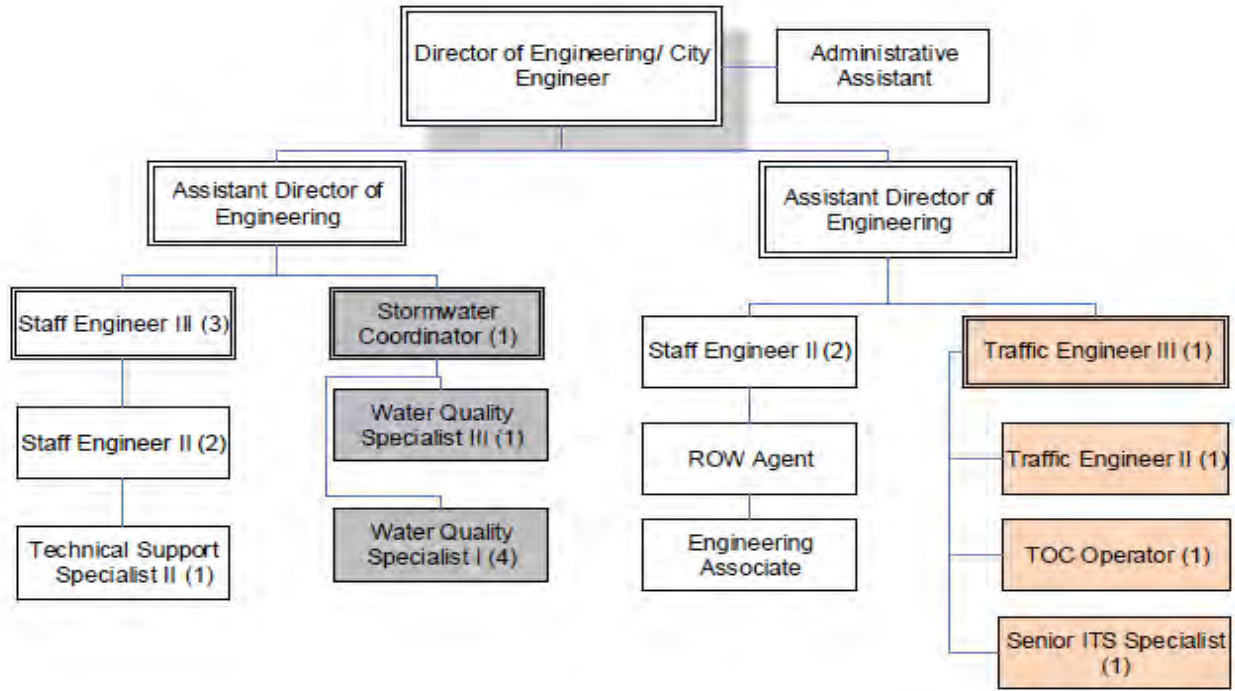 Director of Engineering/ City
Engineer
Administrative
Assistant
Assistant Director of
Engineering
Assistant Director of
Engineering
Staff Engineer III (3)
Stormwater
Coordinator (1)
Water Quality
Specialist III (1)
Staff Engineer II (2)
Water Quality
Specialist I (4)
Technical Support
Specialist II (1)
Staff Engineer II (2)
Traffic Engineer III (1)
ROW Agent
Traffic Engineer II (1)
Engineering
Associate
TOC Operator (1)
Senior ITS Specialist
(1)